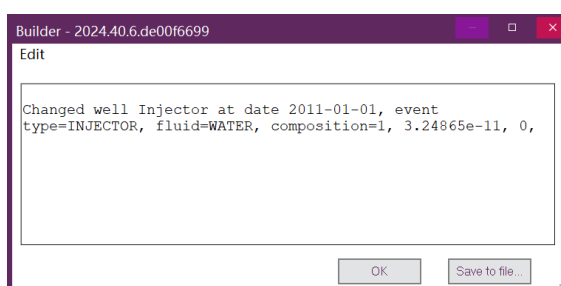 Builder - 2024.40.6.de00f6699
Edit
Changed well Injector at date 2011-01-01, event
type=INJECTOR, fluid=WATER, composition=1, 3.24865e-11, 0,
OK Save to file...